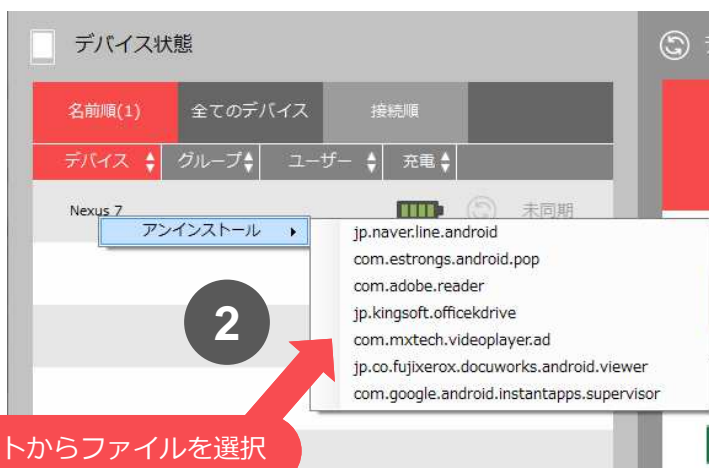 デバイス状態
名前順(1) 全てのデバイス 接続順
デバイス グループ ユーザー 充電
Nexus 7 未同期
アンインストール
jp.naver.line.android
com.estrongs.android.pop
com.adobe.reader
jp.kingsoft.officekdrive
com.mxtech.videoplayer.ad
jp.co.fujixerox.docuworks.android.viewer
com.google.android.instantapps.supervisor
2
トからファイルを選択